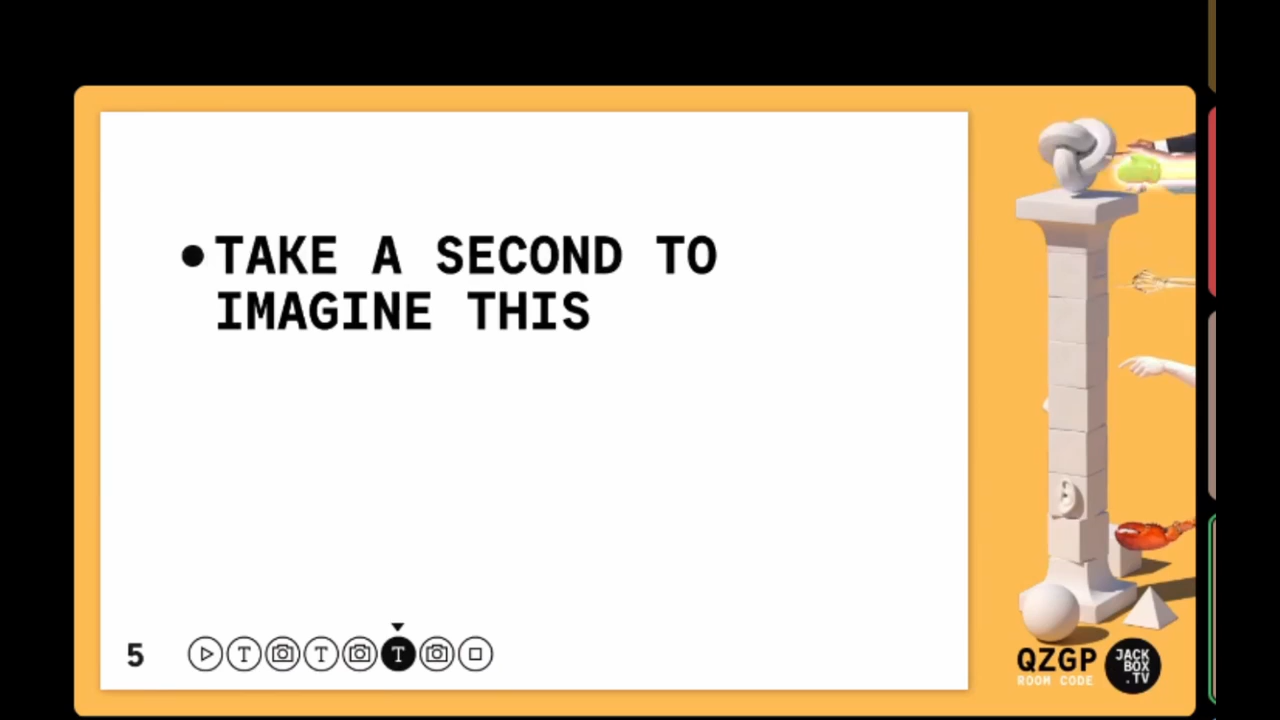 •TAKE A SECOND TO
IMAGINE THIS
5 T T T
QZGP
ROOM CODE
JACK
BOX
.TV